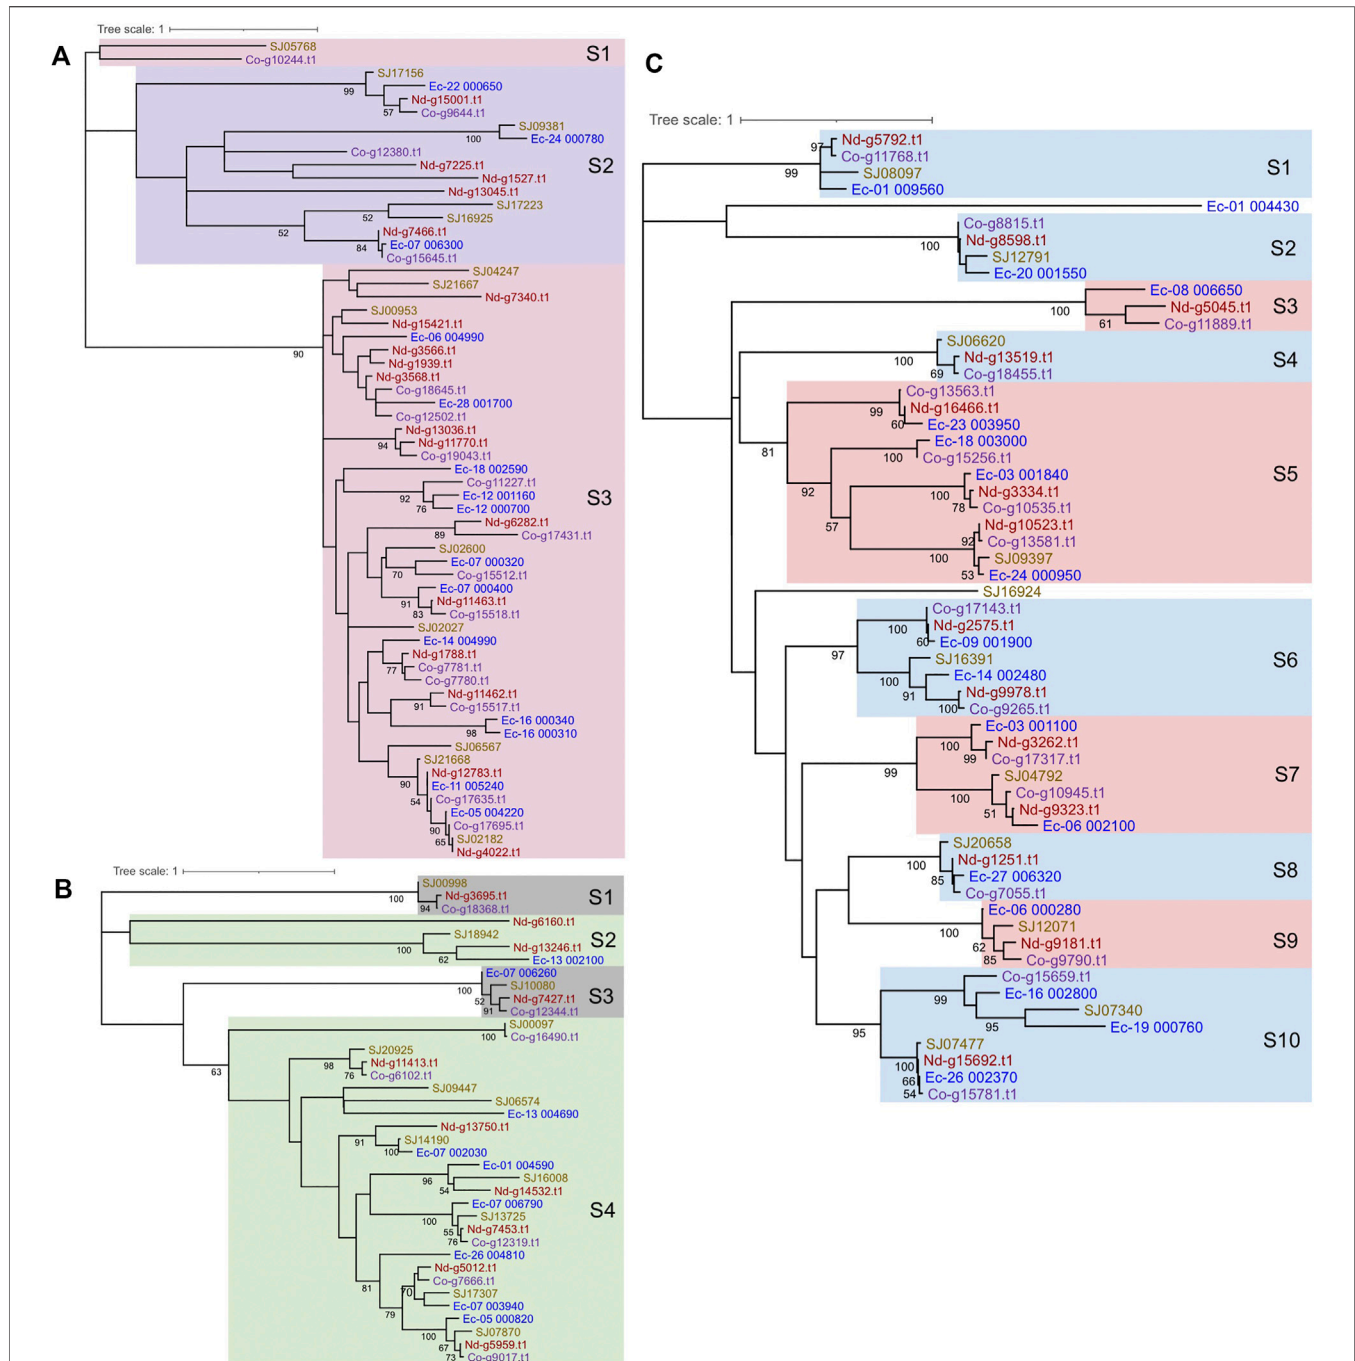 Tree scale: 1
A
SJ05768
Co-g10244.t1
S1
SJ17156
Ec-22 000650
99
Nd-g15001.t1
57
Co-g9644.t1
SJ09381
100
Ec-24 000780
Co-g12380.t1
Nd-g7225.t1
S2
Nd-g1527.t1
Nd-g13045.t1
SJ17223
52
SJ16925
52
Nd-g7466.t1
84
Ec-07 006300
Co-g15645.t1
SJ04247
SJ21667
Nd-g7340.t1
SJ00953
Nd-g15421.t1
Ec-06 004990
90
Nd-g3566.t1
Nd-g1939.t1
Nd-g3568.t1
Co-g18645.t1
Ec-28 001700
Co-g12502.t1
Nd-g13036.t1
94
Nd-g11770.t1
Co-g19043.t1
Ec-18 002590
Co-g11227.t1
92
Ec-12 001160
S3
76
Ec-12 000700
Nd-g6282.t1
89
Co-g17431.t1
SJ02600
Ec-07 000320
70
Co-g15512.t1
Ec-07 000400
91
Nd-g11463.t1
83
Co-g15518.t1
SJ02027
Ec-14 004990
Nd-g1788.t1
77
Co-g7781.t1
Co-g7780.t1
Nd-g11462.t1
91
Co-g15517.t1
Ec-16 000340
98
Ec-16 000310
SJ06567
SJ21668
Nd-g12783.t1
90
Ec-11 005240
54
Co-g17635.t1
Ec-05 004220
90
Co-g17695.t1
65
SJ02182
Nd-g4022.t1
Tree scale: 1
B
SJ00998
100
Nd-g3695.t1
S1
94
Co-g18368.t1
Nd-g6160.t1
SJ18942
S2
100
Nd-g13246.t1
62
Ec-13 002100
Ec-07 006260
100
SJ10080
52
Nd-g7427.t1
S3
91
Co-g12344.t1
SJ00097
100
Co-g16490.t1
63
SJ20925
98
Nd-g11413.t1
76
Co-g6102.t1
SJ09447
SJ06574
Ec-13 004690
Nd-g13750.t1
91
SJ14190
100
Ec-07 002030
Ec-01 004590
96
SJ16008
54
Nd-g14532.t1
Ec-07 006790
S4
100
SJ13725
55
Nd-g7453.t1
76
Co-g12319.t1
Ec-26 004810
Nd-g5012.t1
81
Co-g7666.t1
70
SJ17307
Ec-07 003940
79
Ec-05 000820
100
SJ07870
67
Nd-g5959.t1
73
Co-g9017.t1
C
Tree scale: 1
97
Nd-g5792.t1
Co-g11768.t1
S1
99
SJ08097
Ec-01 009560
Ec-01 004430
Co-g8815.t1
100
Nd-g8598.t1
S2
SJ12791
Ec-20 001550
Ec-08 006650
100
Nd-g5045.t1
S3
61
Co-g11889.t1
SJ06620
100
Nd-g13519.t1
S4
69
Co-g18455.t1
Co-g13563.t1
99
Nd-g16466.t1
60
Ec-23 003950
Ec-18 003000
81
100
Co-g15256.t1
Ec-03 001840
S5
92
100
Nd-g3334.t1
78
Co-g10535.t1
57
Nd-g10523.t1
92
Co-g13581.t1
100
SJ09397
53
Ec-24 000950
SJ16924
Co-g17143.t1
100
Nd-g2575.t1
60
Ec-09 001900
97
SJ16391
S6
100
Ec-14 002480
91
Nd-g9978.t1
100
Co-g9265.t1
Ec-03 001100
100
Nd-g3262.t1
99
Co-g17317.t1
99
SJ04792
S7
100
Co-g10945.t1
51
Nd-g9323.t1
Ec-06 002100
SJ20658
100
Nd-g1251.t1
85
Ec-27 006320
S8
Co-g7055.t1
Ec-06 000280
100
SJ12071
62
Nd-g9181.t1
S9
85
Co-g9790.t1
Co-g15659.t1
99
Ec-16 002800
SJ07340
95
95
Ec-19 000760
SJ07477
S10
100
Nd-g15692.t1
66
Ec-26 002370
54
Co-g15781.t1